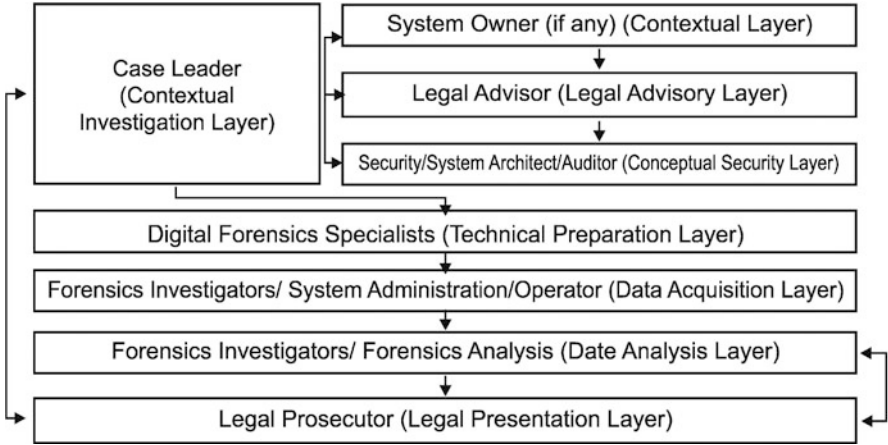 Case Leader
(Contextual
Investigation Layer)
System Owner (if any) (Contextual Layer)
Legal Advisor (Legal Advisory Layer)
Security/System Architect/Auditor (Conceptual Security Layer)
Digital Forensics Specialists (Technical Preparation Layer)
Forensics Investigators/ System Administration/Operator (Data Acquisition Layer)
Forensics Investigators/ Forensics Analysis (Date Analysis Layer)
Legal Prosecutor (Legal Presentation Layer)